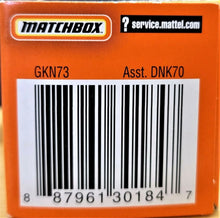 MATCHBOX
? service.mattel.com
GKN73 Asst. DNK70
8 87961 30184 7